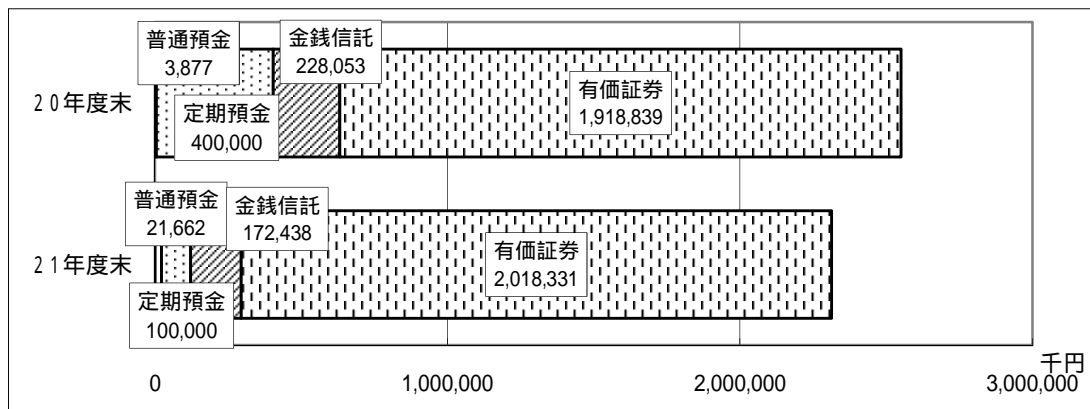 普通預金
3,877
金銭信託
228,053
有価証券
1,918,839
20年度末
定期預金
400,000
普通預金
21,662
金銭信託
172,438
有価証券
2,018,331
21年度末
定期預金
100,000
千円
0
1,000,000
2,000,000
3,000,000